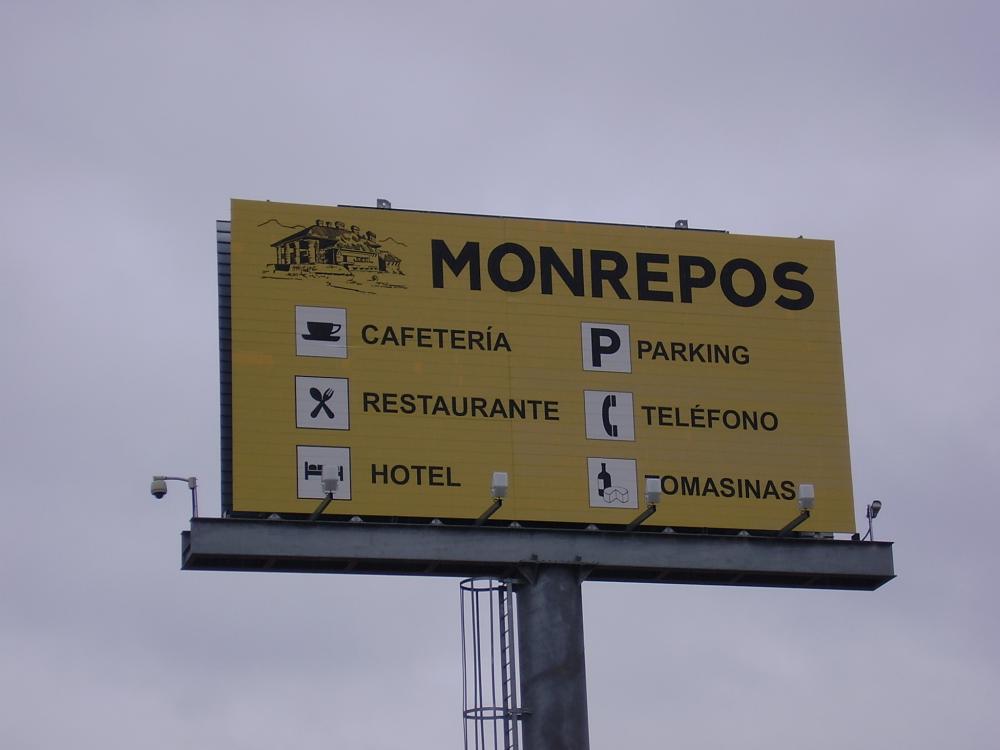 MONREPOS
CAFETERÍA
RESTAURANTE
HOTEL
P PARKING
TELÉFONO
TOMASINAS